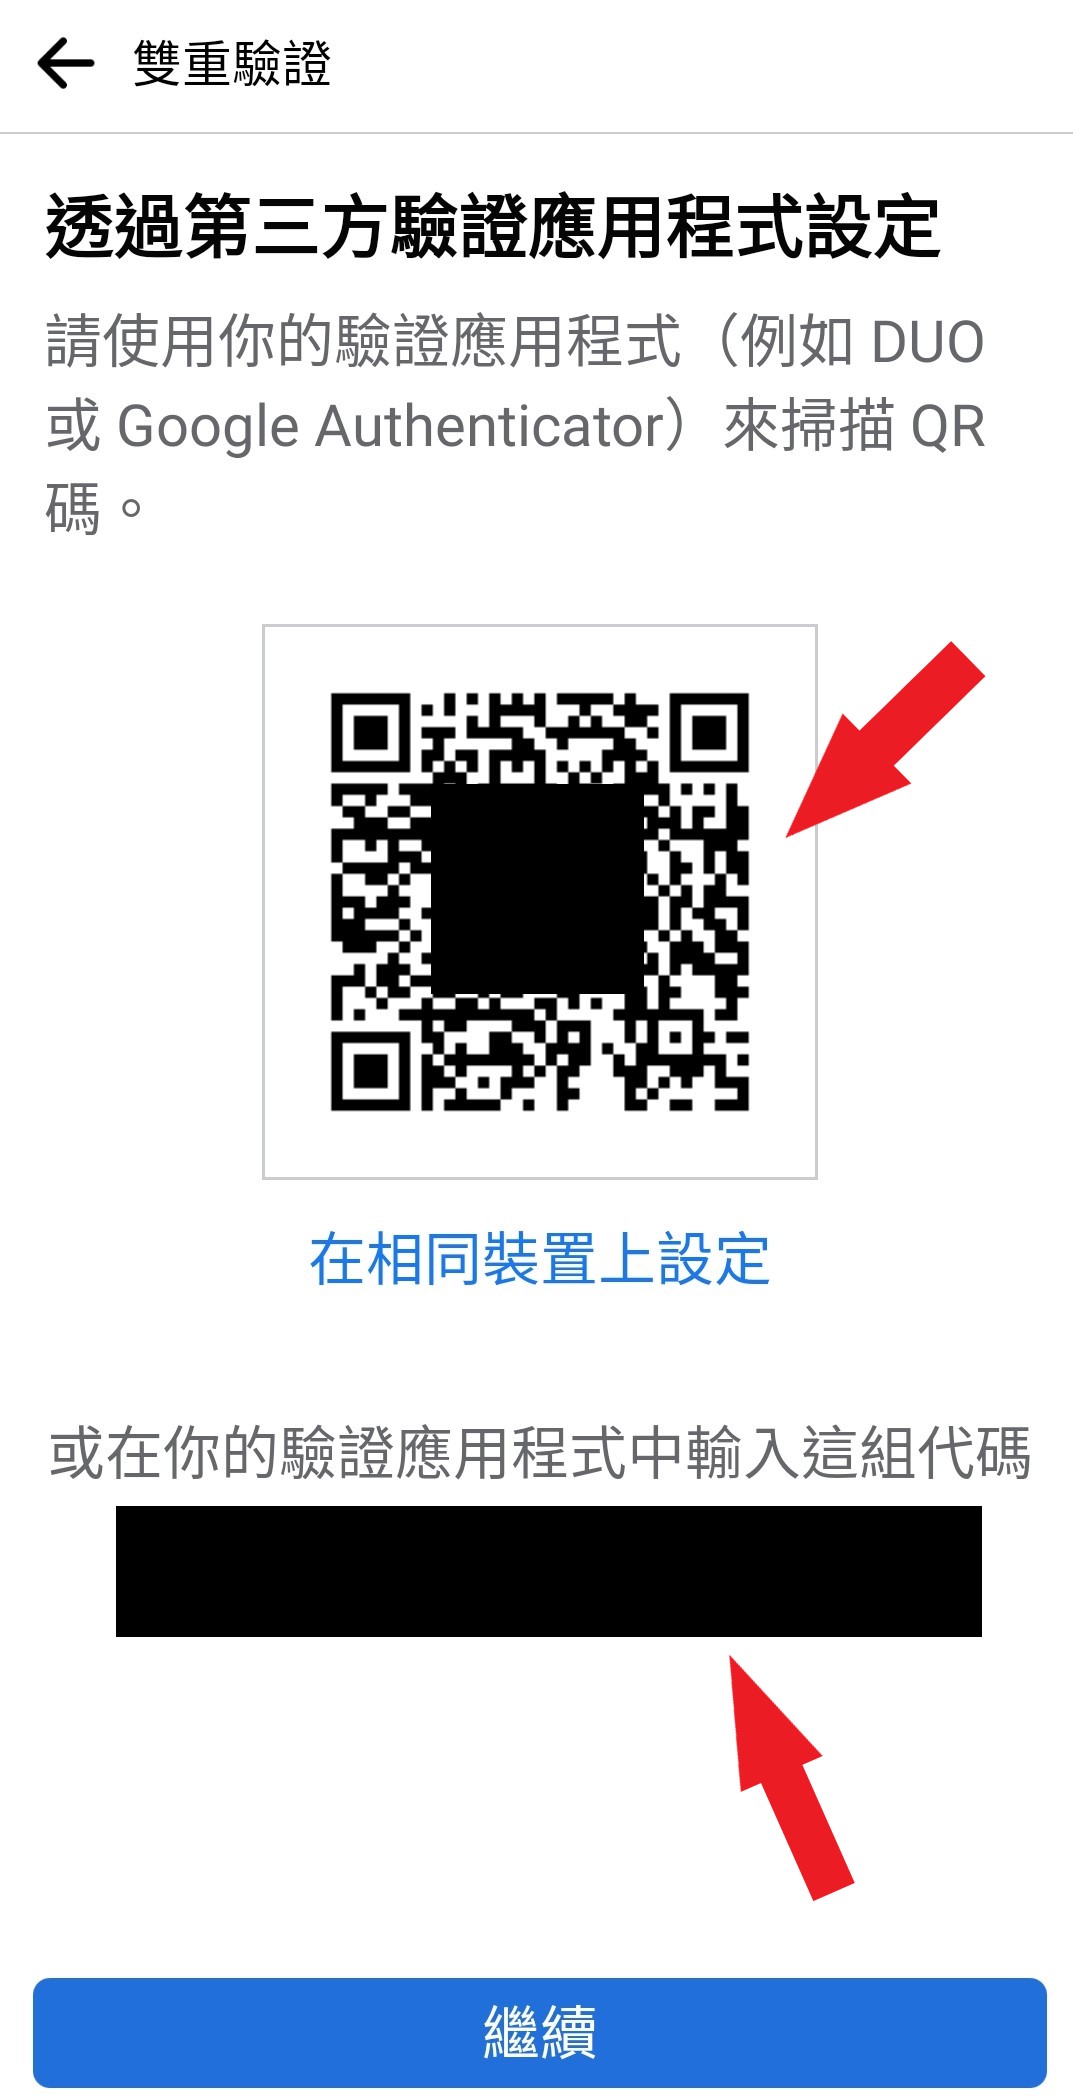 雙重驗證
透過第三方驗證應用程式設定
請使用你的驗證應用程式（例如 DUO
或 Google Authenticator）來掃描 QR
碼。
在相同裝置上設定
或在你的驗證應用程式中輸入這組代碼
繼續